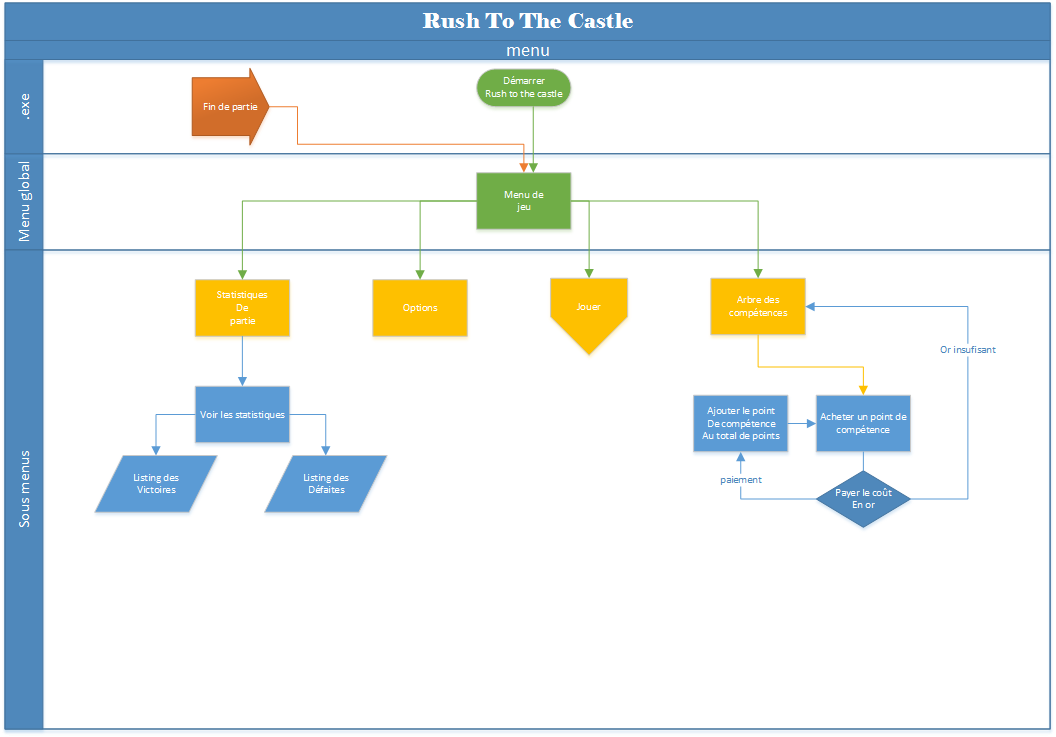 Rush To The Castle
menu
.exe
Fin de partie
Démarrer
Rush to the castle
Menu global
Menu de
jeu
Sous menus
Statistiques
De
partie
Options
Jouer
Arbre des
compétences
Or insufisant
Voir les statistiques
Ajouter le point
De compétence
Au total de points
Acheter un point de
compétence
Listing des
Victoires
Listing des
Défaites
paiement
Payer le coût
En or